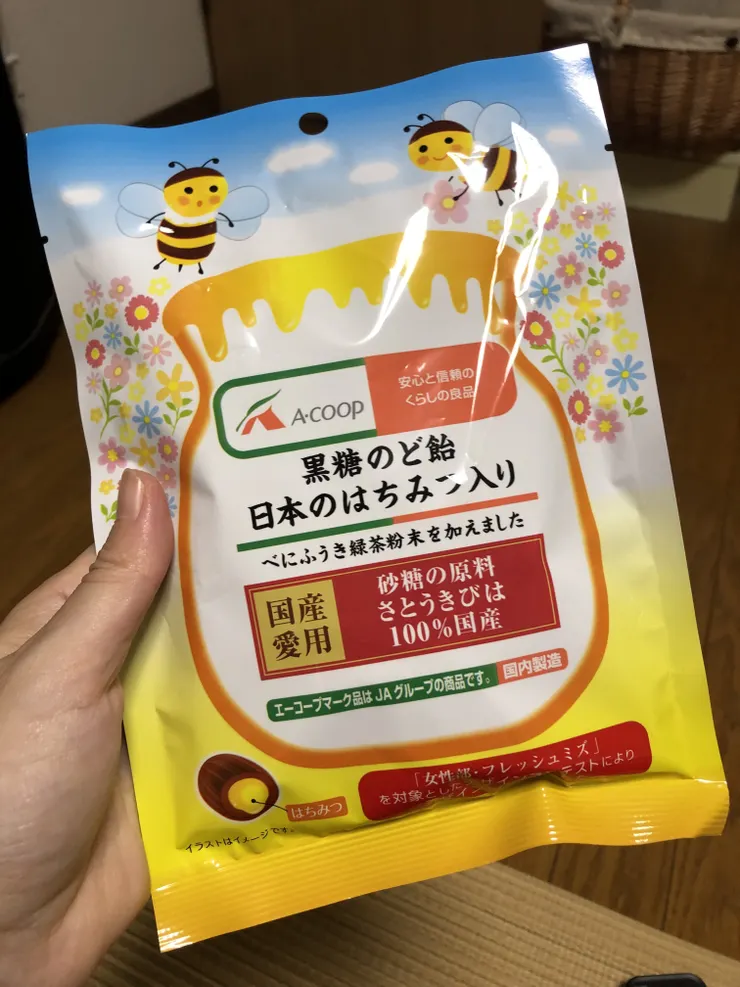 A·COOP
安心と信頼の
くらしの良品
黒糖のど飴
日本のはちみつ入り
べにふうき緑茶粉末を加えました
国産
愛用
砂糖の原料
さとうきびは
100%国産
エーコープマーク品はJAグループの商品です。
国内製造
「女性部・フレッシュミズ」
を対象とした
テストにより
はちみつ
イラストはイメージです。